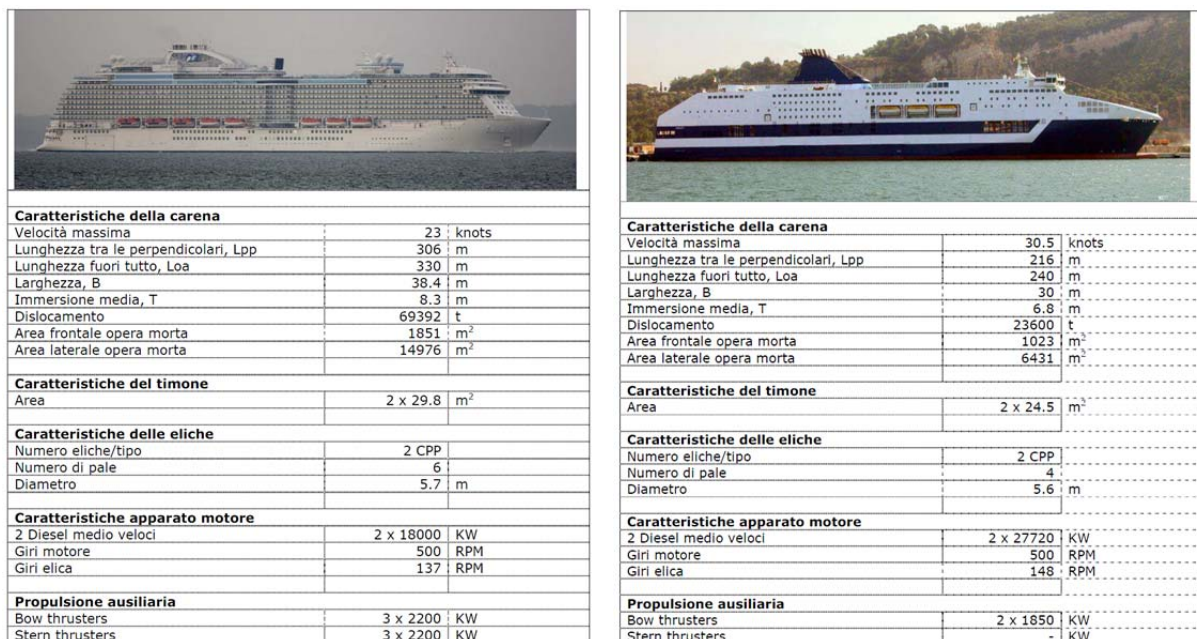 Caratteristiche della carena
Velocità massima 23 knots
Lunghezza tra le perpendicolari, Lpp 306 m
Lunghezza fuori tutto, Loa 330 m
Larghezza, B 38.4 m
Immersione media, T 8.3 m
Dislocamento 69392 t
Area frontale opera morta 1851 m²
Area laterale opera morta 14976 m²
Caratteristiche del timone
Area 2 x 29.8 m²
Caratteristiche delle eliche
Numero eliche/tipo 2 CPP
Numero di pale 6
Diametro 5.7 m
Caratteristiche apparato motore
2 Diesel medio veloci 2 x 18000 KW
Giri motore 500 RPM
Giri elica 137 RPM
Propulsione ausiliaria
Bow thrusters 3 x 2200 KW
Stern thrusters 3 x 2200 KW
Caratteristiche della carena
Velocità massima 30.5 knots
Lunghezza tra le perpendicolari, Lpp 216 m
Lunghezza fuori tutto, Loa 240 m
Larghezza, B 30 m
Immersione media, T 6.8 m
Dislocamento 23600 t
Area frontale opera morta 1023 m²
Area laterale opera morta 6431 m²
Caratteristiche del timone
Area 2 x 24.5 m²
Caratteristiche delle eliche
Numero eliche/tipo 2 CPP
Numero di pale 4
Diametro 5.6 m
Caratteristiche apparato motore
2 Diesel medio veloci 2 x 27720 KW
Giri motore 500 RPM
Giri elica 148 RPM
Propulsione ausiliaria
Bow thrusters 2 x 1850 KW
Stern thrusters - KW